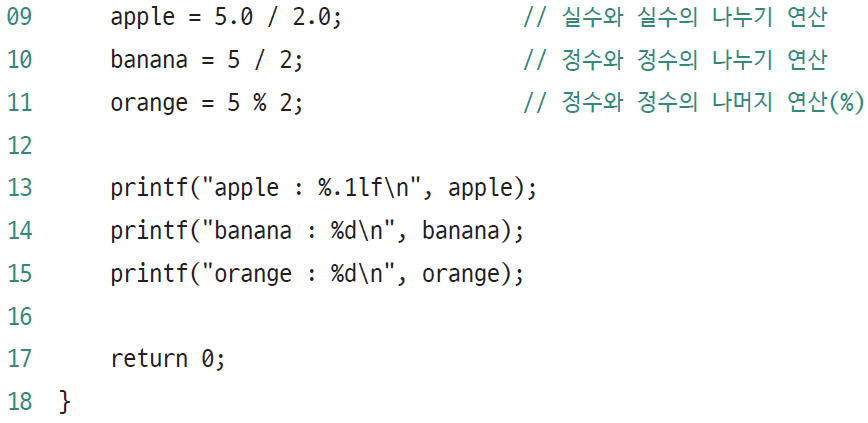 09 apple = 5.0 / 2.0; // 실수와 실수의 나누기 연산
10 banana = 5 / 2; // 정수와 정수의 나누기 연산
11 orange = 5 % 2; // 정수와 정수의 나머지 연산(%)
12
13 printf("apple : %.1lf\n", apple);
14 printf("banana : %d\n", banana);
15 printf("orange : %d\n", orange);
16
17 return 0;
18 }